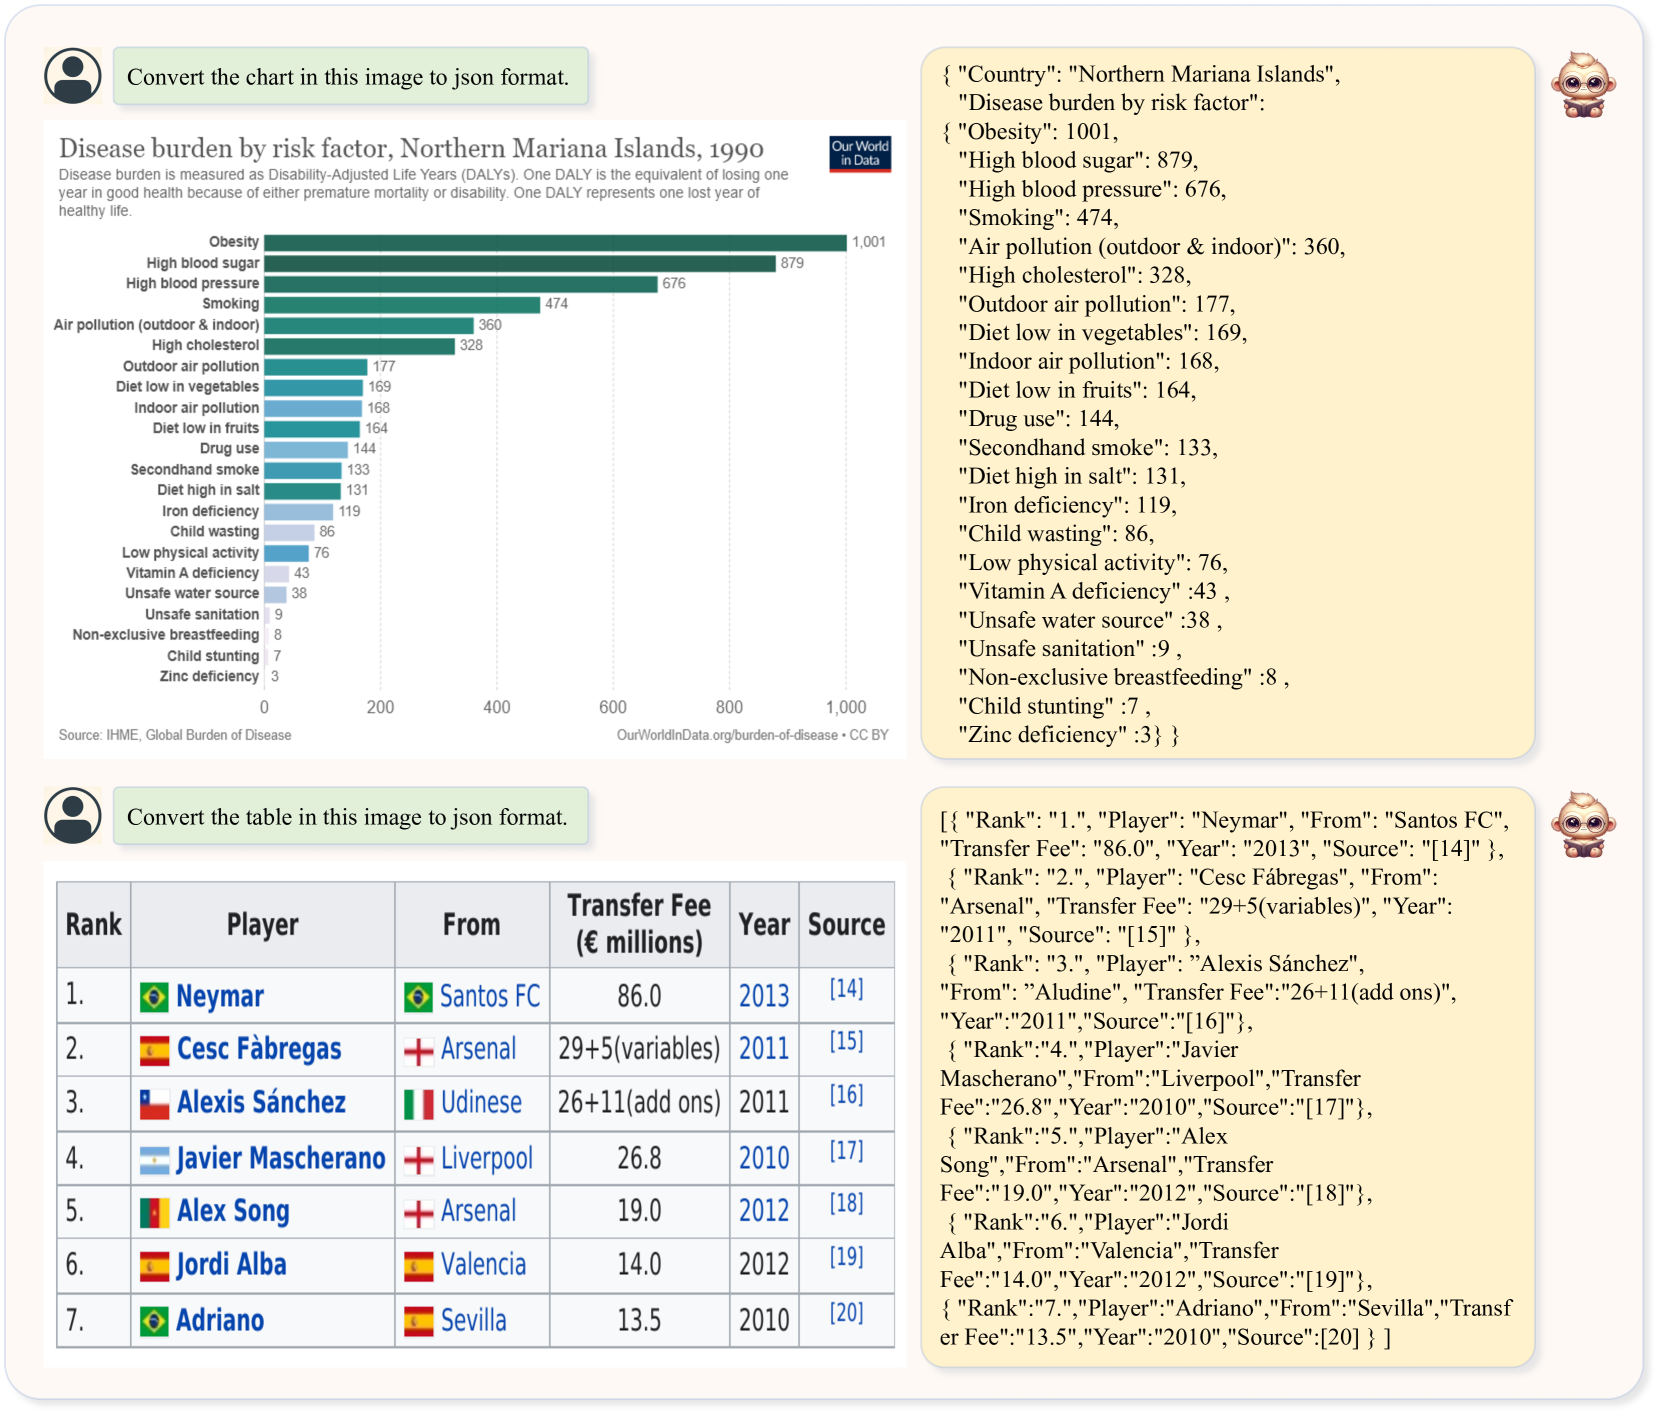 Convert the chart in this image to json format.
Disease burden by risk factor, Northern Mariana Islands, 1990
Our World
in Data
Disease burden is measured as Disability-Adjusted Life Years (DALYs). One DALY is the equivalent of losing one
year in good health because of either premature mortality or disability. One DALY represents one lost year of
healthy life.
Obesity 1,001
High blood sugar 879
High blood pressure 676
Smoking 474
Air pollution (outdoor & indoor) 360
High cholesterol 328
Outdoor air pollution 177
Diet low in vegetables 169
Indoor air pollution 168
Diet low in fruits 164
Drug use 144
Secondhand smoke 133
Diet high in salt 131
Iron deficiency 119
Child wasting 86
Low physical activity 76
Vitamin A deficiency 43
Unsafe water source 38
Unsafe sanitation 9
Non-exclusive breastfeeding 8
Child stunting 7
Zinc deficiency 3
0 200 400 600 800 1,000
Source: IHME, Global Burden of Disease OurWorldInData.org/burden-of-disease • CC BY
{ "Country": "Northern Mariana Islands",
"Disease burden by risk factor":
{ "Obesity": 1001,
"High blood sugar": 879,
"High blood pressure": 676,
"Smoking": 474,
"Air pollution (outdoor & indoor)": 360,
"High cholesterol": 328,
"Outdoor air pollution": 177,
"Diet low in vegetables": 169,
"Indoor air pollution": 168,
"Diet low in fruits": 164,
"Drug use": 144,
"Secondhand smoke": 133,
"Diet high in salt": 131,
"Iron deficiency": 119,
"Child wasting": 86,
"Low physical activity": 76,
"Vitamin A deficiency" :43 ,
"Unsafe water source" :38 ,
"Unsafe sanitation" :9 ,
"Non-exclusive breastfeeding" :8 ,
"Child stunting" :7 ,
"Zinc deficiency" :3} }
Convert the table in this image to json format.
Rank Player From Transfer Fee (€ millions) Year Source
1. Neymar Santos FC 86.0 2013 [14]
2. Cesc Fàbregas Arsenal 29+5(variables) 2011 [15]
3. Alexis Sánchez Udinese 26+11(add ons) 2011 [16]
4. Javier Mascherano Liverpool 26.8 2010 [17]
5. Alex Song Arsenal 19.0 2012 [18]
6. Jordi Alba Valencia 14.0 2012 [19]
7. Adriano Sevilla 13.5 2010 [20]
[{ "Rank": "1.", "Player": "Neymar", "From": "Santos FC",
"Transfer Fee": "86.0", "Year": "2013", "Source": "[14]" },
{ "Rank": "2.", "Player": "Cesc Fábregas", "From":
"Arsenal", "Transfer Fee": "29+5(variables)", "Year":
"2011", "Source": "[15]" },
{ "Rank": "3.", "Player": ”Alexis Sánchez",
"From": ”Aludine", "Transfer Fee":"26+11(add ons)",
"Year":"2011","Source":"[16]"},
{ "Rank":"4.","Player":"Javier
Mascherano","From":"Liverpool","Transfer
Fee":"26.8","Year":"2010","Source":"[17]"},
{ "Rank":"5.","Player":"Alex
Song","From":"Arsenal","Transfer
Fee":"19.0","Year":"2012","Source":"[18]"},
{ "Rank":"6.","Player":"Jordi
Alba","From":"Valencia","Transfer
Fee":"14.0","Year":"2012","Source":"[19]"},
{ "Rank":"7.","Player":"Adriano","From":"Sevilla","Transf
er Fee":"13.5","Year":"2010","Source":[20] } ]